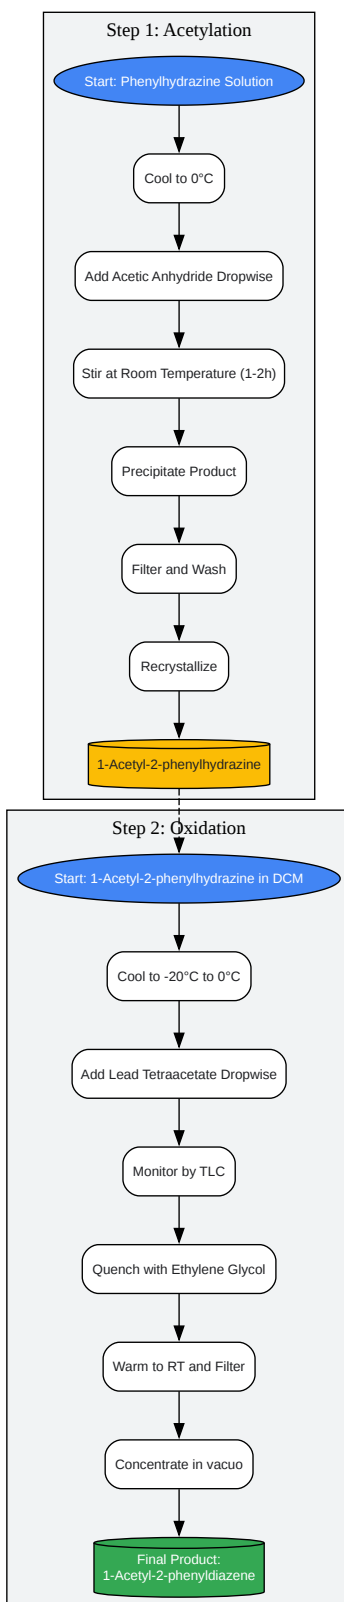 Step 1: Acetylation
Start: Phenylhydrazine Solution
Cool to 0°C
Add Acetic Anhydride Dropwise
Stir at Room Temperature (1-2h)
Precipitate Product
Filter and Wash
Recrystallize
1-Acetyl-2-phenylhydrazine
Step 2: Oxidation
Start: 1-Acetyl-2-phenylhydrazine in DCM
Cool to -20°C to 0°C
Add Lead Tetraacetate Dropwise
Monitor by TLC
Quench with Ethylene Glycol
Warm to RT and Filter
Concentrate in vacuo
Final Product:
1-Acetyl-2-phenyldiazene